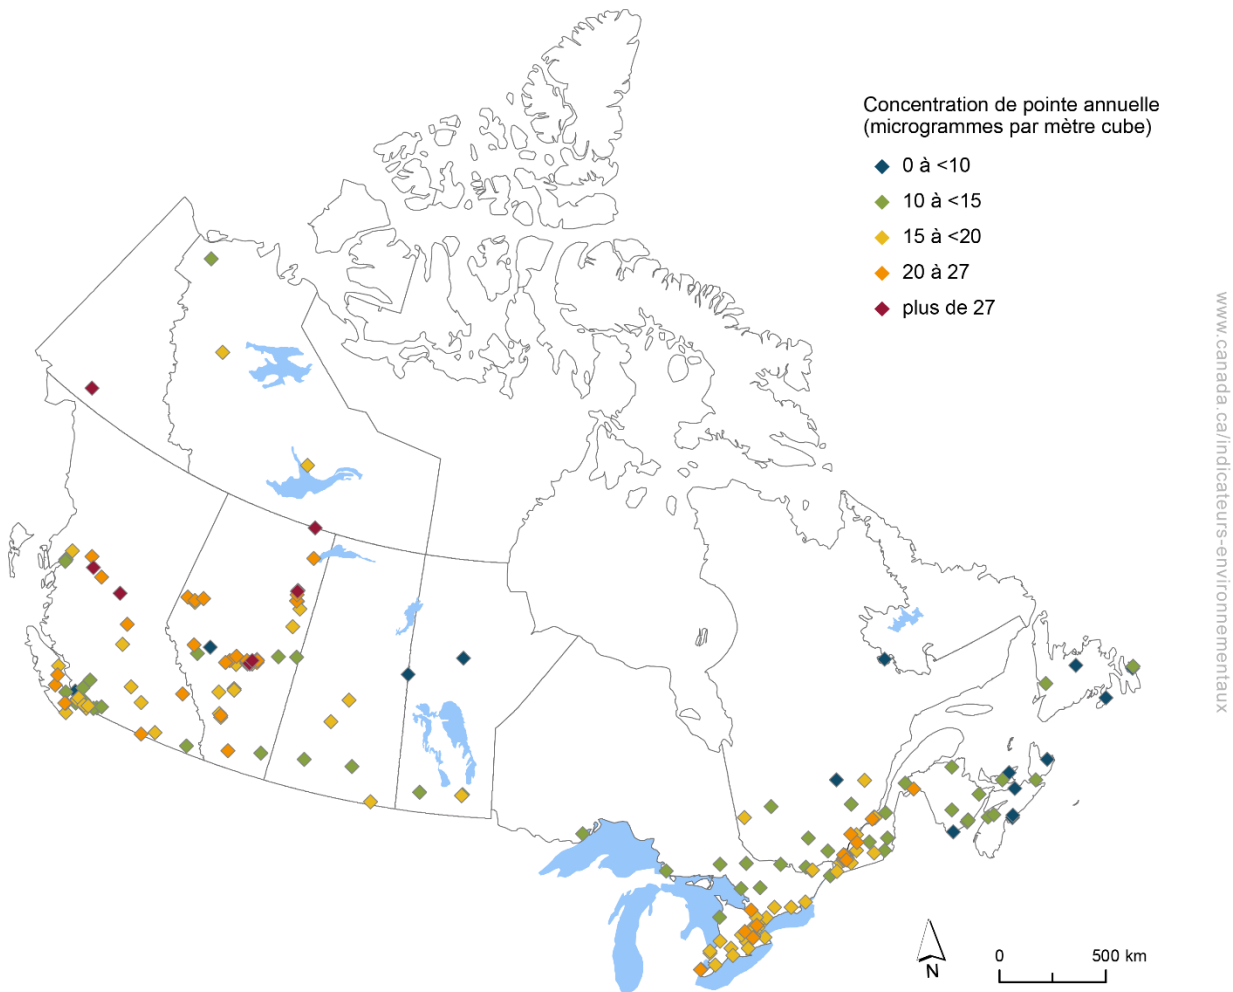 Concentration de pointe annuelle
(microgrammes par mètre cube)
0 à <10
10 à <15
15 à <20
20 à 27
plus de 27
www.canada.ca/indicateurs-environnementaux
N
0 500 km